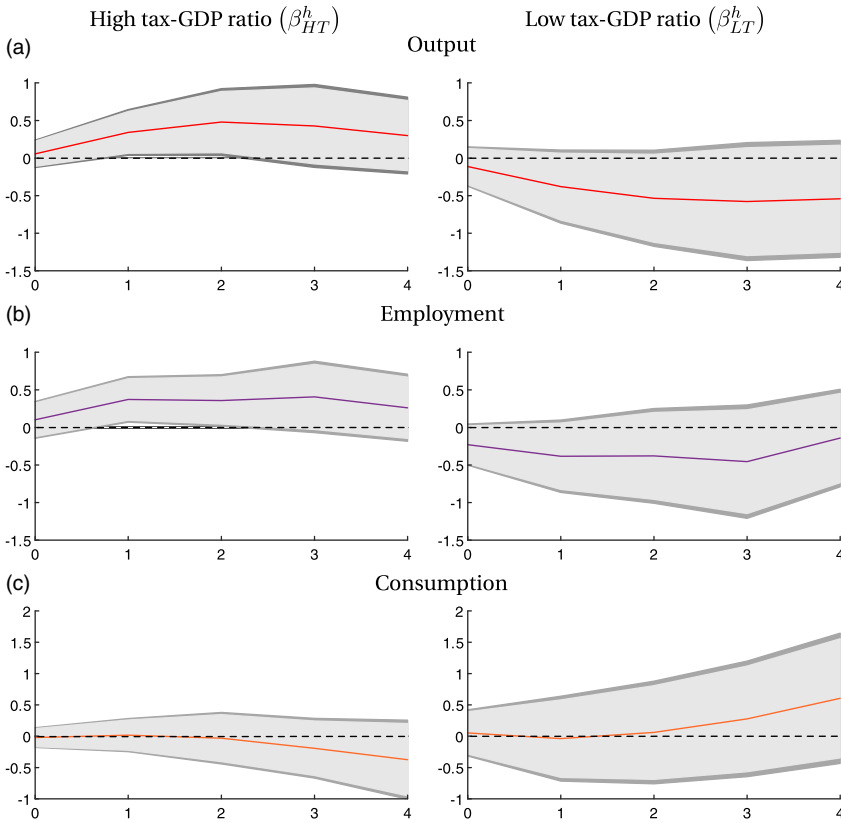 High tax-GDP ratio (β^h_HT) Low tax-GDP ratio (β^h_LT)
(a) Output
1 1
0.5 0.5
0 0
-0.5 -0.5
-1 -1
-1.5 -1.5
0 1 2 3 4 0 1 2 3 4
(b) Employment
1 1
0.5 0.5
0 0
-0.5 -0.5
-1 -1
-1.5 -1.5
0 1 2 3 4 0 1 2 3 4
(c) Consumption
2 2
1.5 1.5
1 1
0.5 0.5
0 0
-0.5 -0.5
-1 -1
0 1 2 3 4 0 1 2 3 4